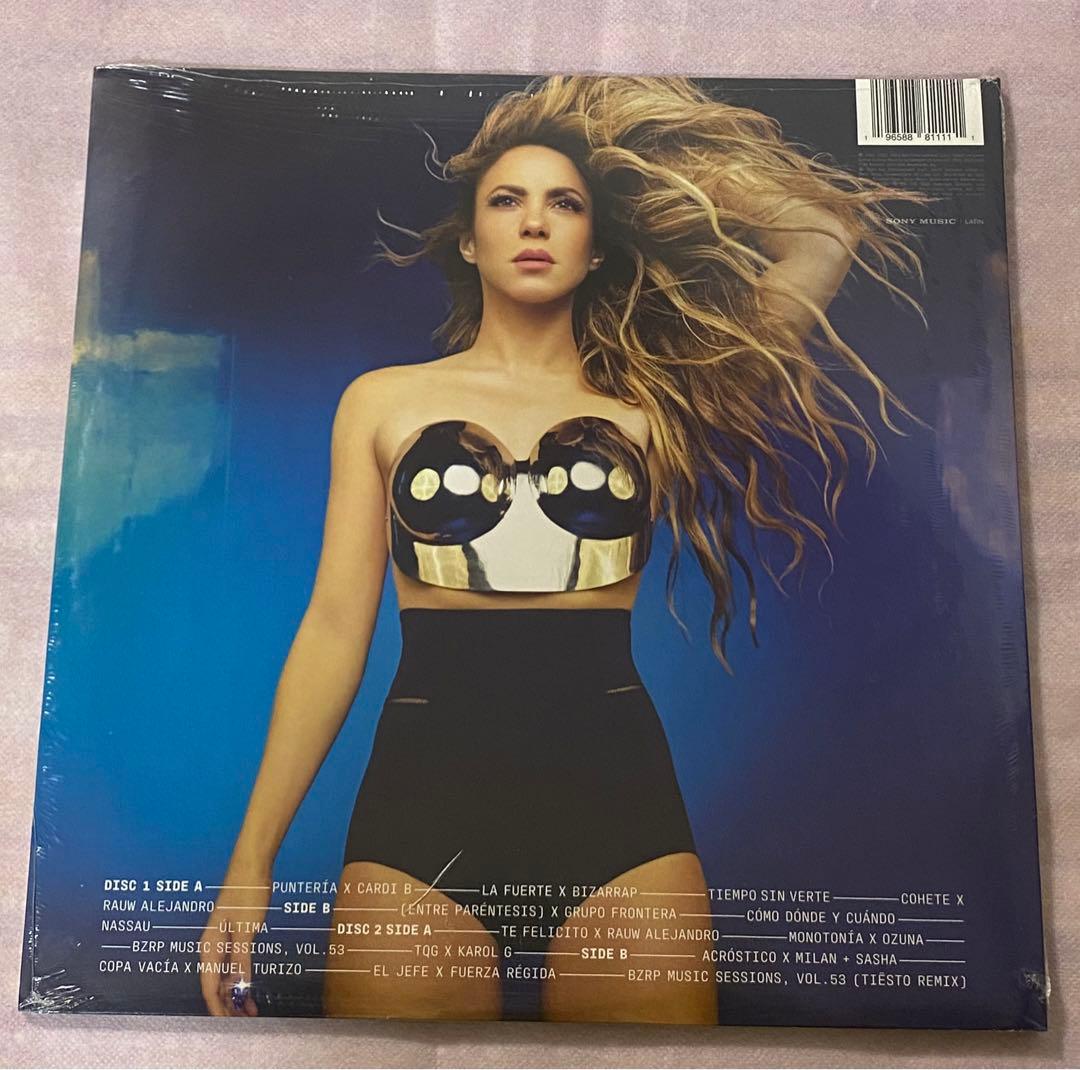 1 96588 81111 1
SONY MUSIC | LATIN
DISC 1 SIDE A PUNTERÍA X CARDI B LA FUERTE X BIZARRAP TIEMPO SIN VERTE COHETE X
RAUW ALEJANDRO SIDE B (ENTRE PARÉNTESIS) X GRUPO FRONTERA CÓMO DÓNDE Y CUÁNDO
NASSAU ÚLTIMA DISC 2 SIDE A TE FELICITO X RAUW ALEJANDRO MONOTONÍA X OZUNA
BZRP MUSIC SESSIONS, VOL.53 TQG X KAROL G SIDE B ACRÓSTICO X MILAN + SASHA
COPA VACÍA X MANUEL TURIZO EL JEFE X FUERZA RÉGIDA BZRP MUSIC SESSIONS, VOL.53 (TIËSTO REMIX)